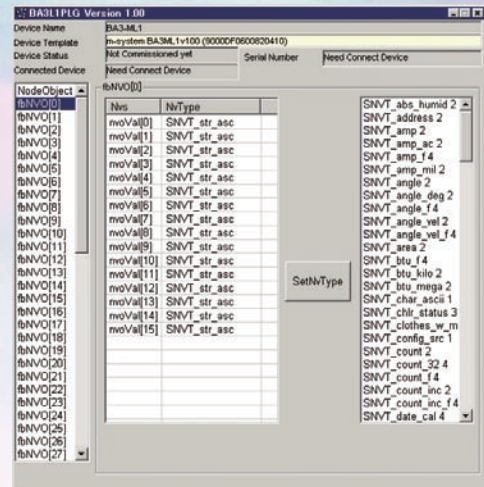 BA3L1PLG Version 1.00
Device Name BA3-ML1
Device Template m-system BA3ML1v100 (9000DF0600820410)
Device Status Not Commissioned yet Serial Number Need Connect Device
Connected Device Need Connect Device
NodeObject
fbNVO[0]
fbNVO[1]
fbNVO[2]
fbNVO[3]
fbNVO[4]
fbNVO[5]
fbNVO[6]
fbNVO[7]
fbNVO[8]
fbNVO[9]
fbNVO[10]
fbNVO[11]
fbNVO[12]
fbNVO[13]
fbNVO[14]
fbNVO[15]
fbNVO[16]
fbNVO[17]
fbNVO[18]
fbNVO[19]
fbNVO[20]
fbNVO[21]
fbNVO[22]
fbNVO[23]
fbNVO[24]
fbNVO[25]
fbNVO[26]
fbNVO[27]
fbNVO[0]
Nvs NvType
nvoVal[0] SNVT_str_asc
nvoVal[1] SNVT_str_asc
nvoVal[2] SNVT_str_asc
nvoVal[3] SNVT_str_asc
nvoVal[4] SNVT_str_asc
nvoVal[5] SNVT_str_asc
nvoVal[6] SNVT_str_asc
nvoVal[7] SNVT_str_asc
nvoVal[8] SNVT_str_asc
nvoVal[9] SNVT_str_asc
nvoVal[10] SNVT_str_asc
nvoVal[11] SNVT_str_asc
nvoVal[12] SNVT_str_asc
nvoVal[13] SNVT_str_asc
nvoVal[14] SNVT_str_asc
nvoVal[15] SNVT_str_asc
SetNvType
SNVT_abs_humid 2
SNVT_address 2
SNVT_amp 2
SNVT_amp_ac 2
SNVT_amp_f 4
SNVT_amp_mil 2
SNVT_angle 2
SNVT_angle_deg 2
SNVT_angle_f 4
SNVT_angle_vel 2
SNVT_angle_vel_f 4
SNVT_area 2
SNVT_btu_f 4
SNVT_btu_kilo 2
SNVT_btu_mega 2
SNVT_char_ascii 1
SNVT_chlr_status 3
SNVT_clothes_w_m
SNVT_config_src 1
SNVT_count 2
SNVT_count_32 4
SNVT_count_f 4
SNVT_count_inc 2
SNVT_count_inc_f 4
SNVT_date_cal 4